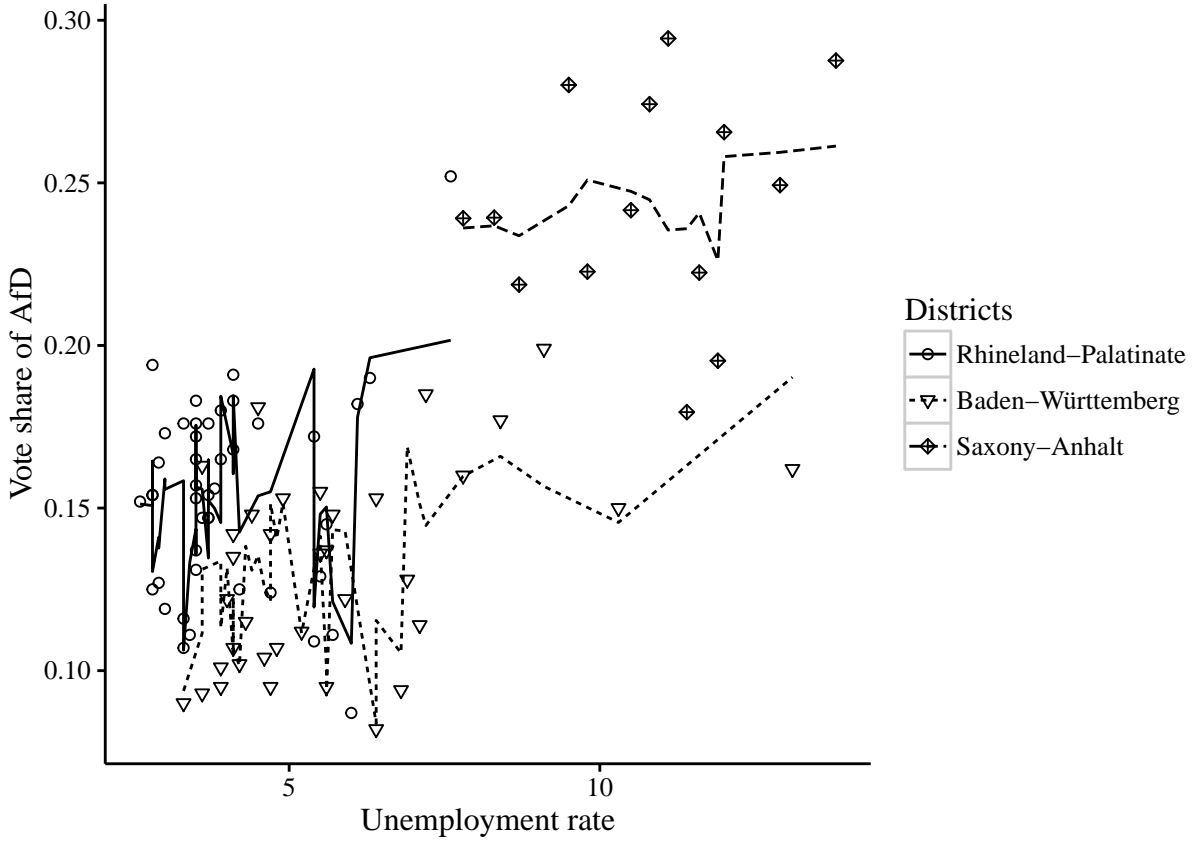 0.30
0.25
0.20
0.15
0.10
Vote share of AfD
5
10
Unemployment rate
Districts
Rhineland−Palatinate
Baden−Württemberg
Saxony−Anhalt